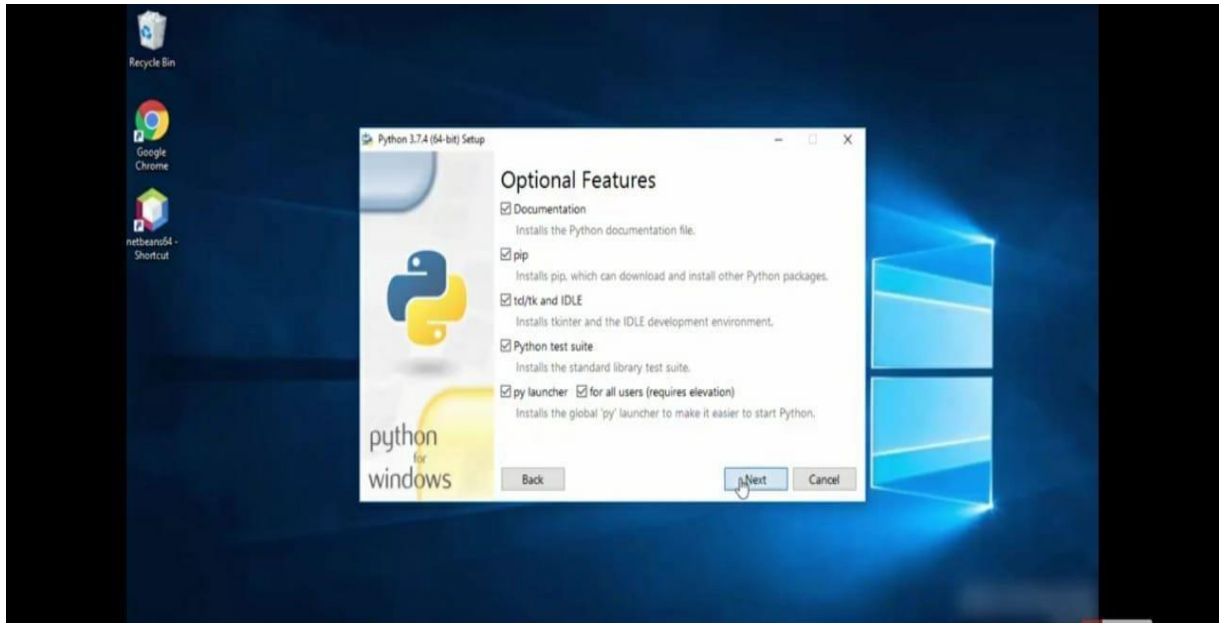 Recycle Bin
Google
Chrome
netbeans64 -
Shortcut
Python 3.7.4 (64-bit) Setup
Optional Features
Documentation
Installs the Python documentation file.
pip
Installs pip, which can download and install other Python packages.
tcl/tk and IDLE
Installs tkinter and the IDLE development environment.
Python test suite
Installs the standard library test suite.
py launcher for all users (requires elevation)
Installs the global 'py' launcher to make it easier to start Python.
python
for
windows
Back Next Cancel